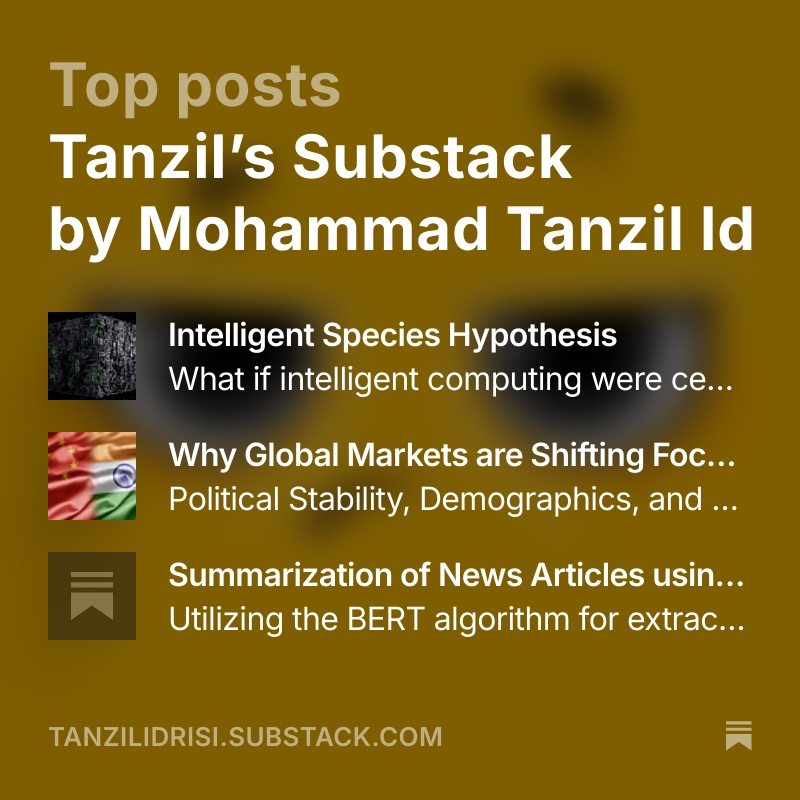 Top posts
Tanzil’s Substack
by Mohammad Tanzil Id
Intelligent Species Hypothesis
What if intelligent computing were ce...
Why Global Markets are Shifting Foc...
Political Stability, Demographics, and ...
Summarization of News Articles usin...
Utilizing the BERT algorithm for extrac...
TANZILIDRISI.SUBSTACK.COM